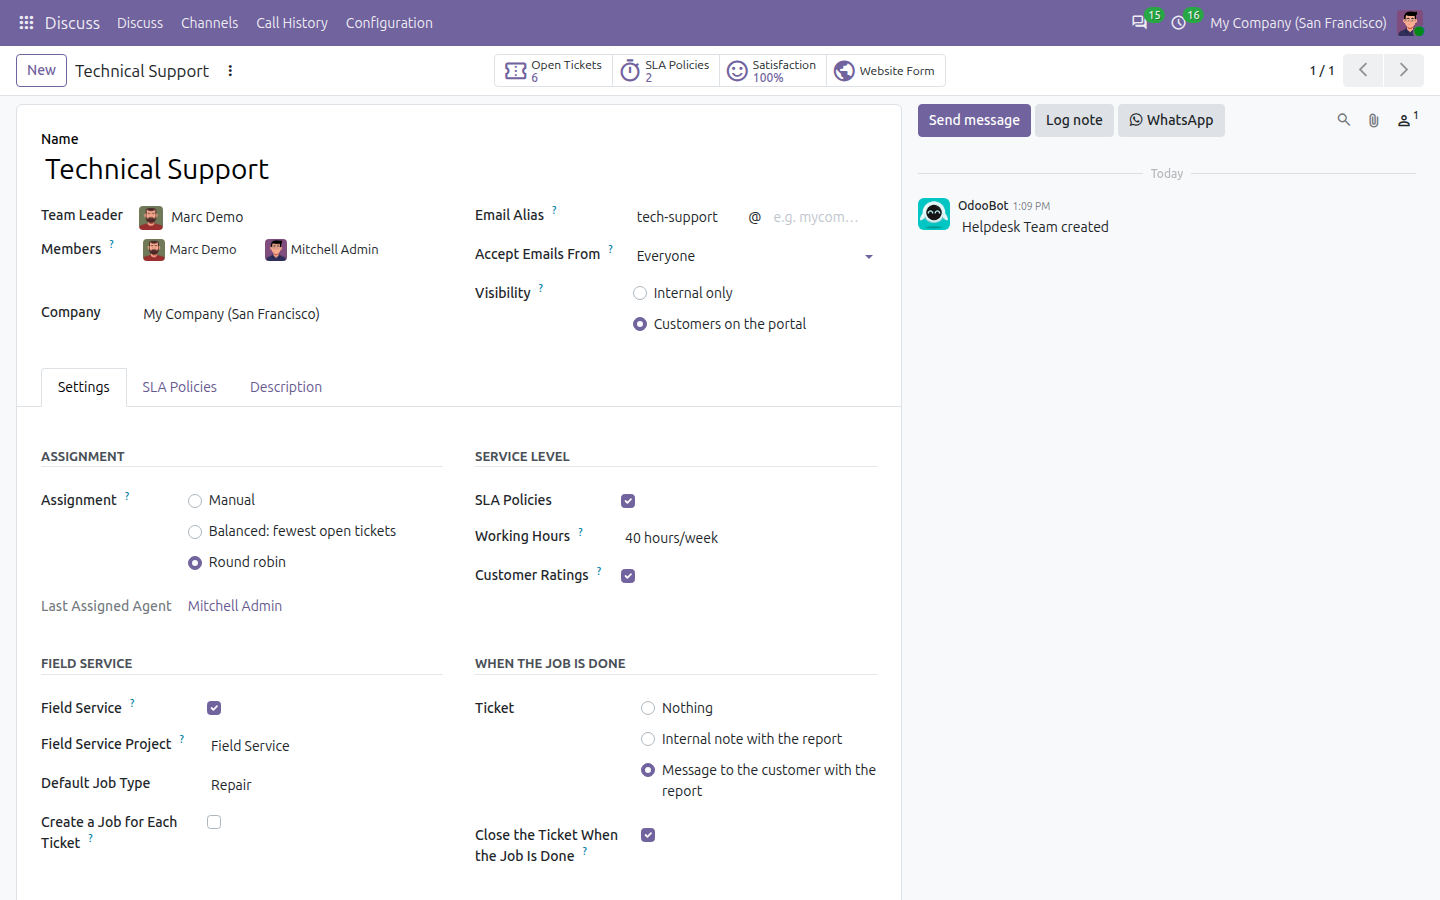 Discuss Discuss Channels Call History Configuration 15 16 My Company (San Francisco)
New Technical Support Open Tickets 6 SLA Policies 2 Satisfaction 100% Website Form 1 / 1
Send message Log note WhatsApp 1
Name
Technical Support
Today
Team Leader Marc Demo
Email Alias ? tech-support @ e.g. mycom…
OdooBot 1:09 PM
Helpdesk Team created
Members ? Marc Demo Mitchell Admin
Accept Emails From ? Everyone
Visibility ? Internal only
Company My Company (San Francisco)
Customers on the portal
Settings SLA Policies Description
ASSIGNMENT
Assignment ? Manual
Balanced: fewest open tickets
Round robin
Last Assigned Agent Mitchell Admin
SERVICE LEVEL
SLA Policies
Working Hours ? 40 hours/week
Customer Ratings ?
FIELD SERVICE
Field Service ?
Field Service Project ? Field Service
Default Job Type Repair
Create a Job for Each
Ticket ?
WHEN THE JOB IS DONE
Ticket Nothing
Internal note with the report
Message to the customer with the
report
Close the Ticket When
the Job Is Done ?